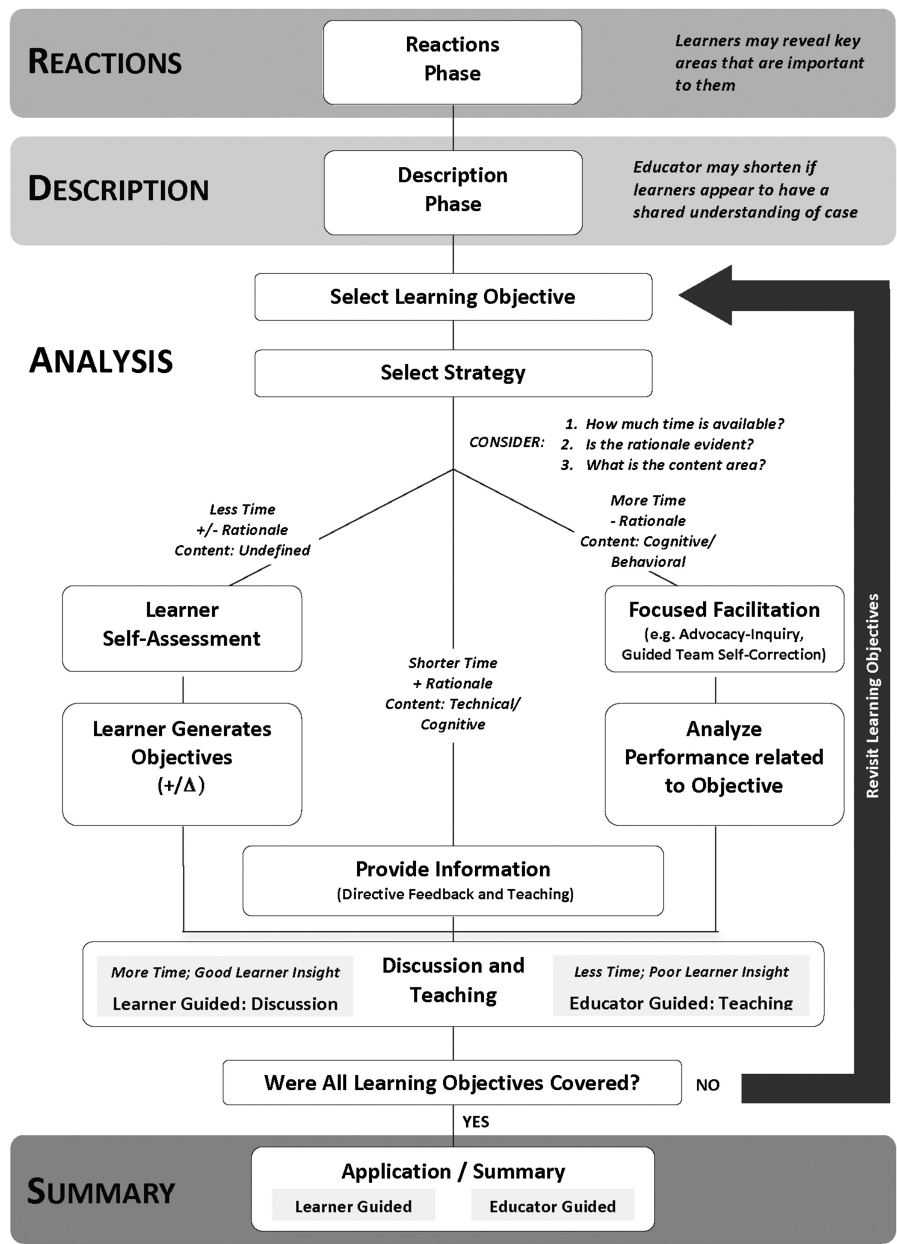 REACTIONS
Reactions
Phase
Learners may reveal key
areas that are important
to them
DESCRIPTION
Description
Phase
Educator may shorten if
learners appear to have a
shared understanding of case
Select Learning Objective
ANALYSIS
Select Strategy
CONSIDER:
1. How much time is available?
2. Is the rationale evident?
3. What is the content area?
Less Time
+/- Rationale
Content: Undefined
More Time
- Rationale
Content: Cognitive/
Behavioral
Learner
Self-Assessment
Shorter Time
+ Rationale
Content: Technical/
Cognitive
Focused Facilitation
(e.g. Advocacy-Inquiry,
Guided Team Self-Correction)
Learner Generates
Objectives
(+/Δ)
Analyze
Performance related
to Objective
Revisit Learning Objectives
Provide Information
(Directive Feedback and Teaching)
More Time; Good Learner Insight
Learner Guided: Discussion
Discussion and
Teaching
Less Time; Poor Learner Insight
Educator Guided: Teaching
Were All Learning Objectives Covered?
NO
YES
SUMMARY
Application / Summary
Learner Guided
Educator Guided